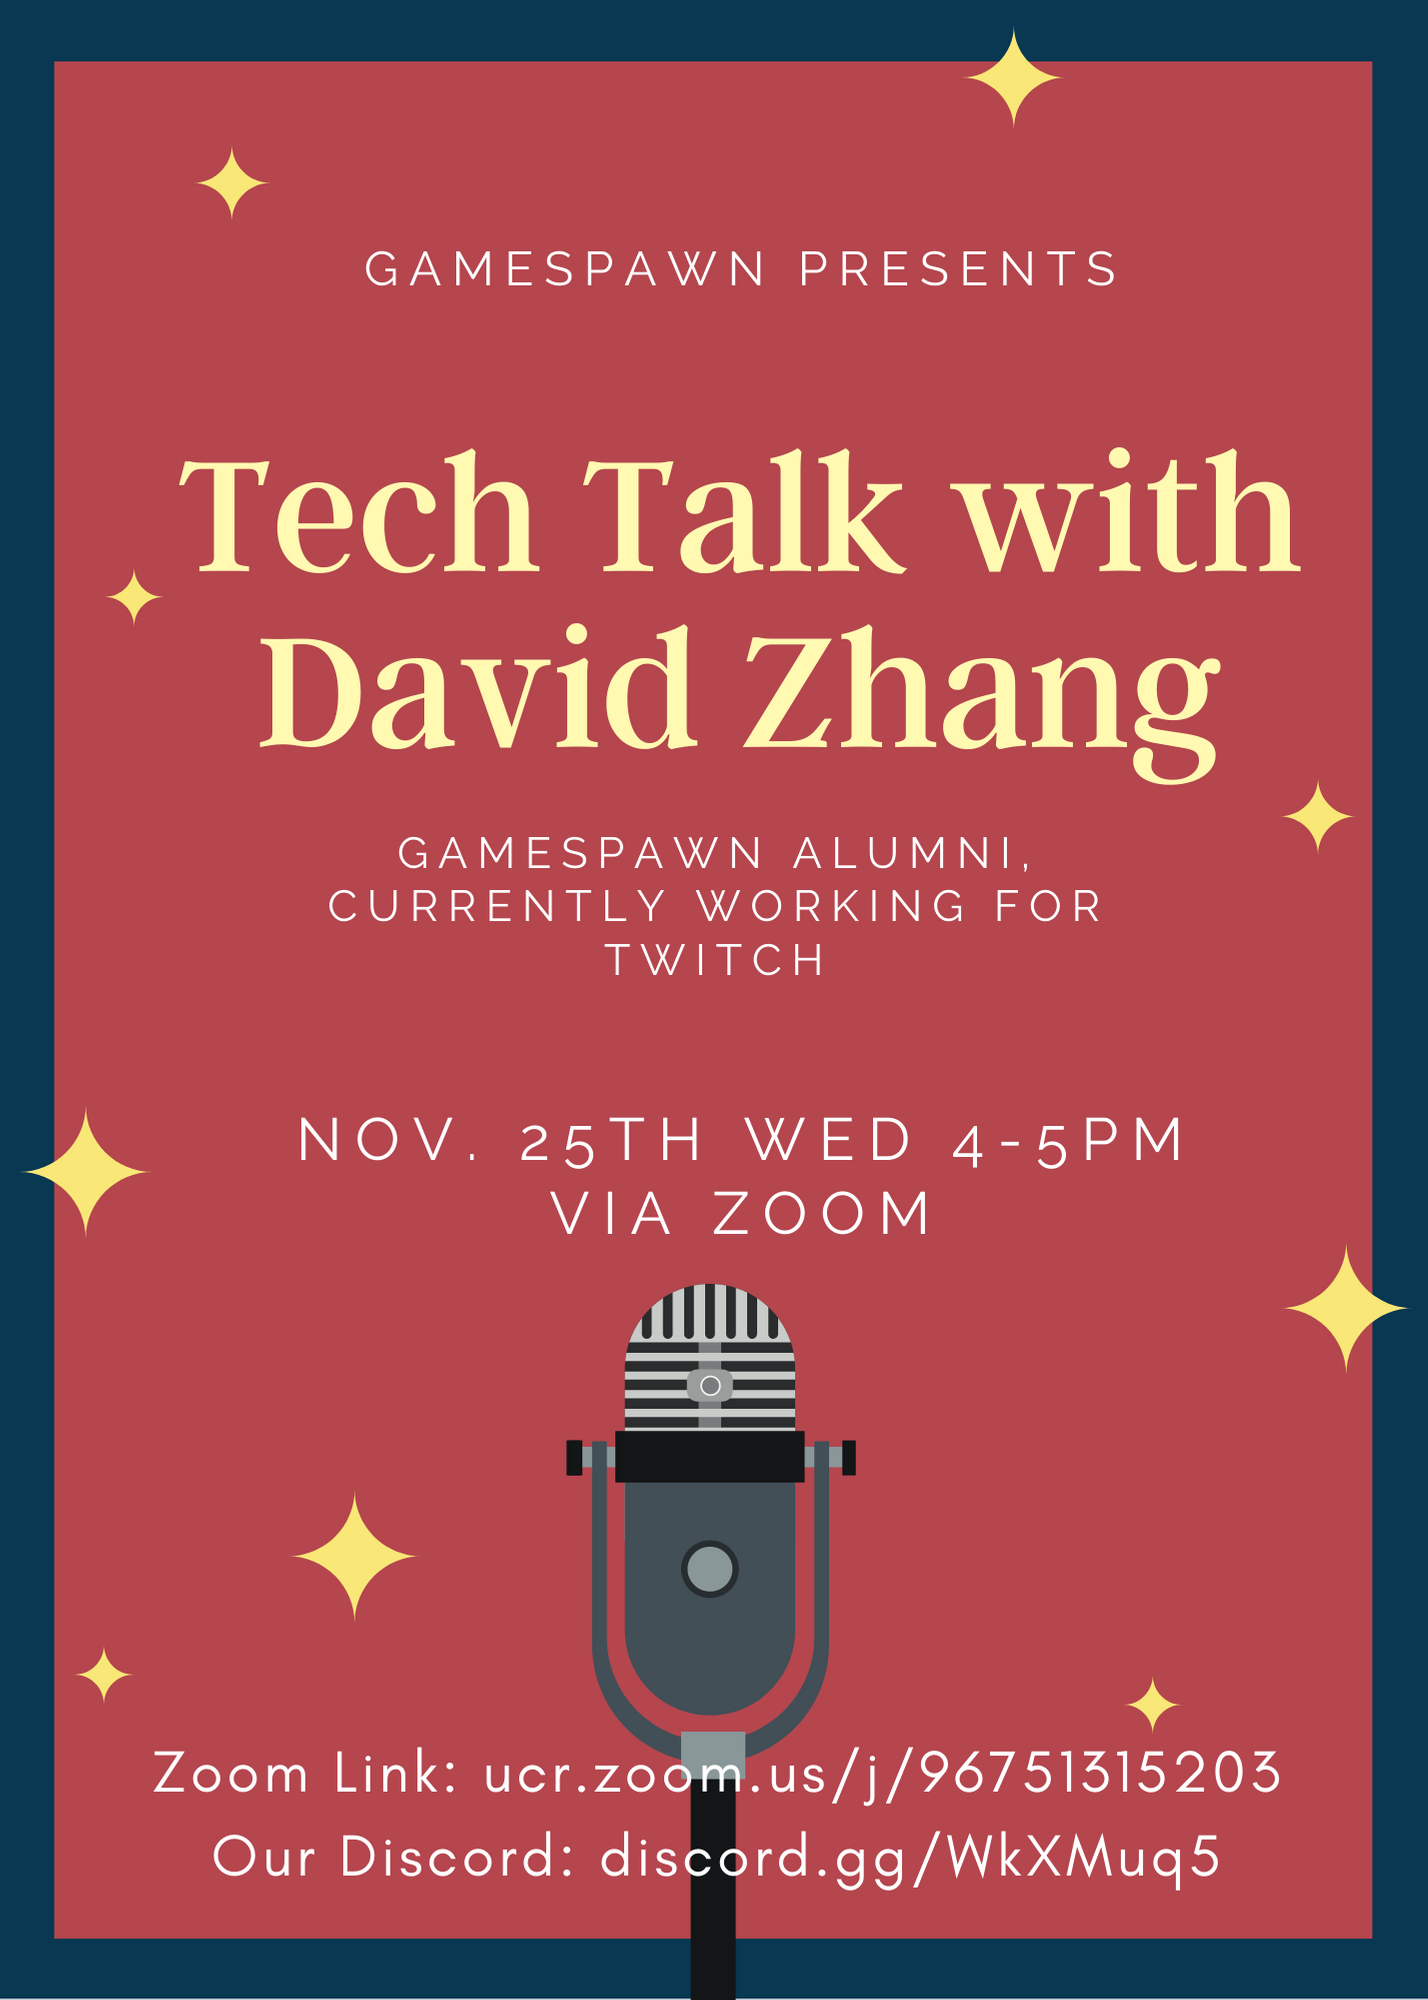 GAMESPAWN PRESENTS
Tech Talk with
David Zhang
GAMESPAWN ALUMNI,
CURRENTLY WORKING FOR
TWITCH
NOV. 25TH WED 4-5PM
VIA ZOOM
Zoom Link: ucr.zoom.us/j/96751315203
Our Discord: discord.gg/WkXMuq5